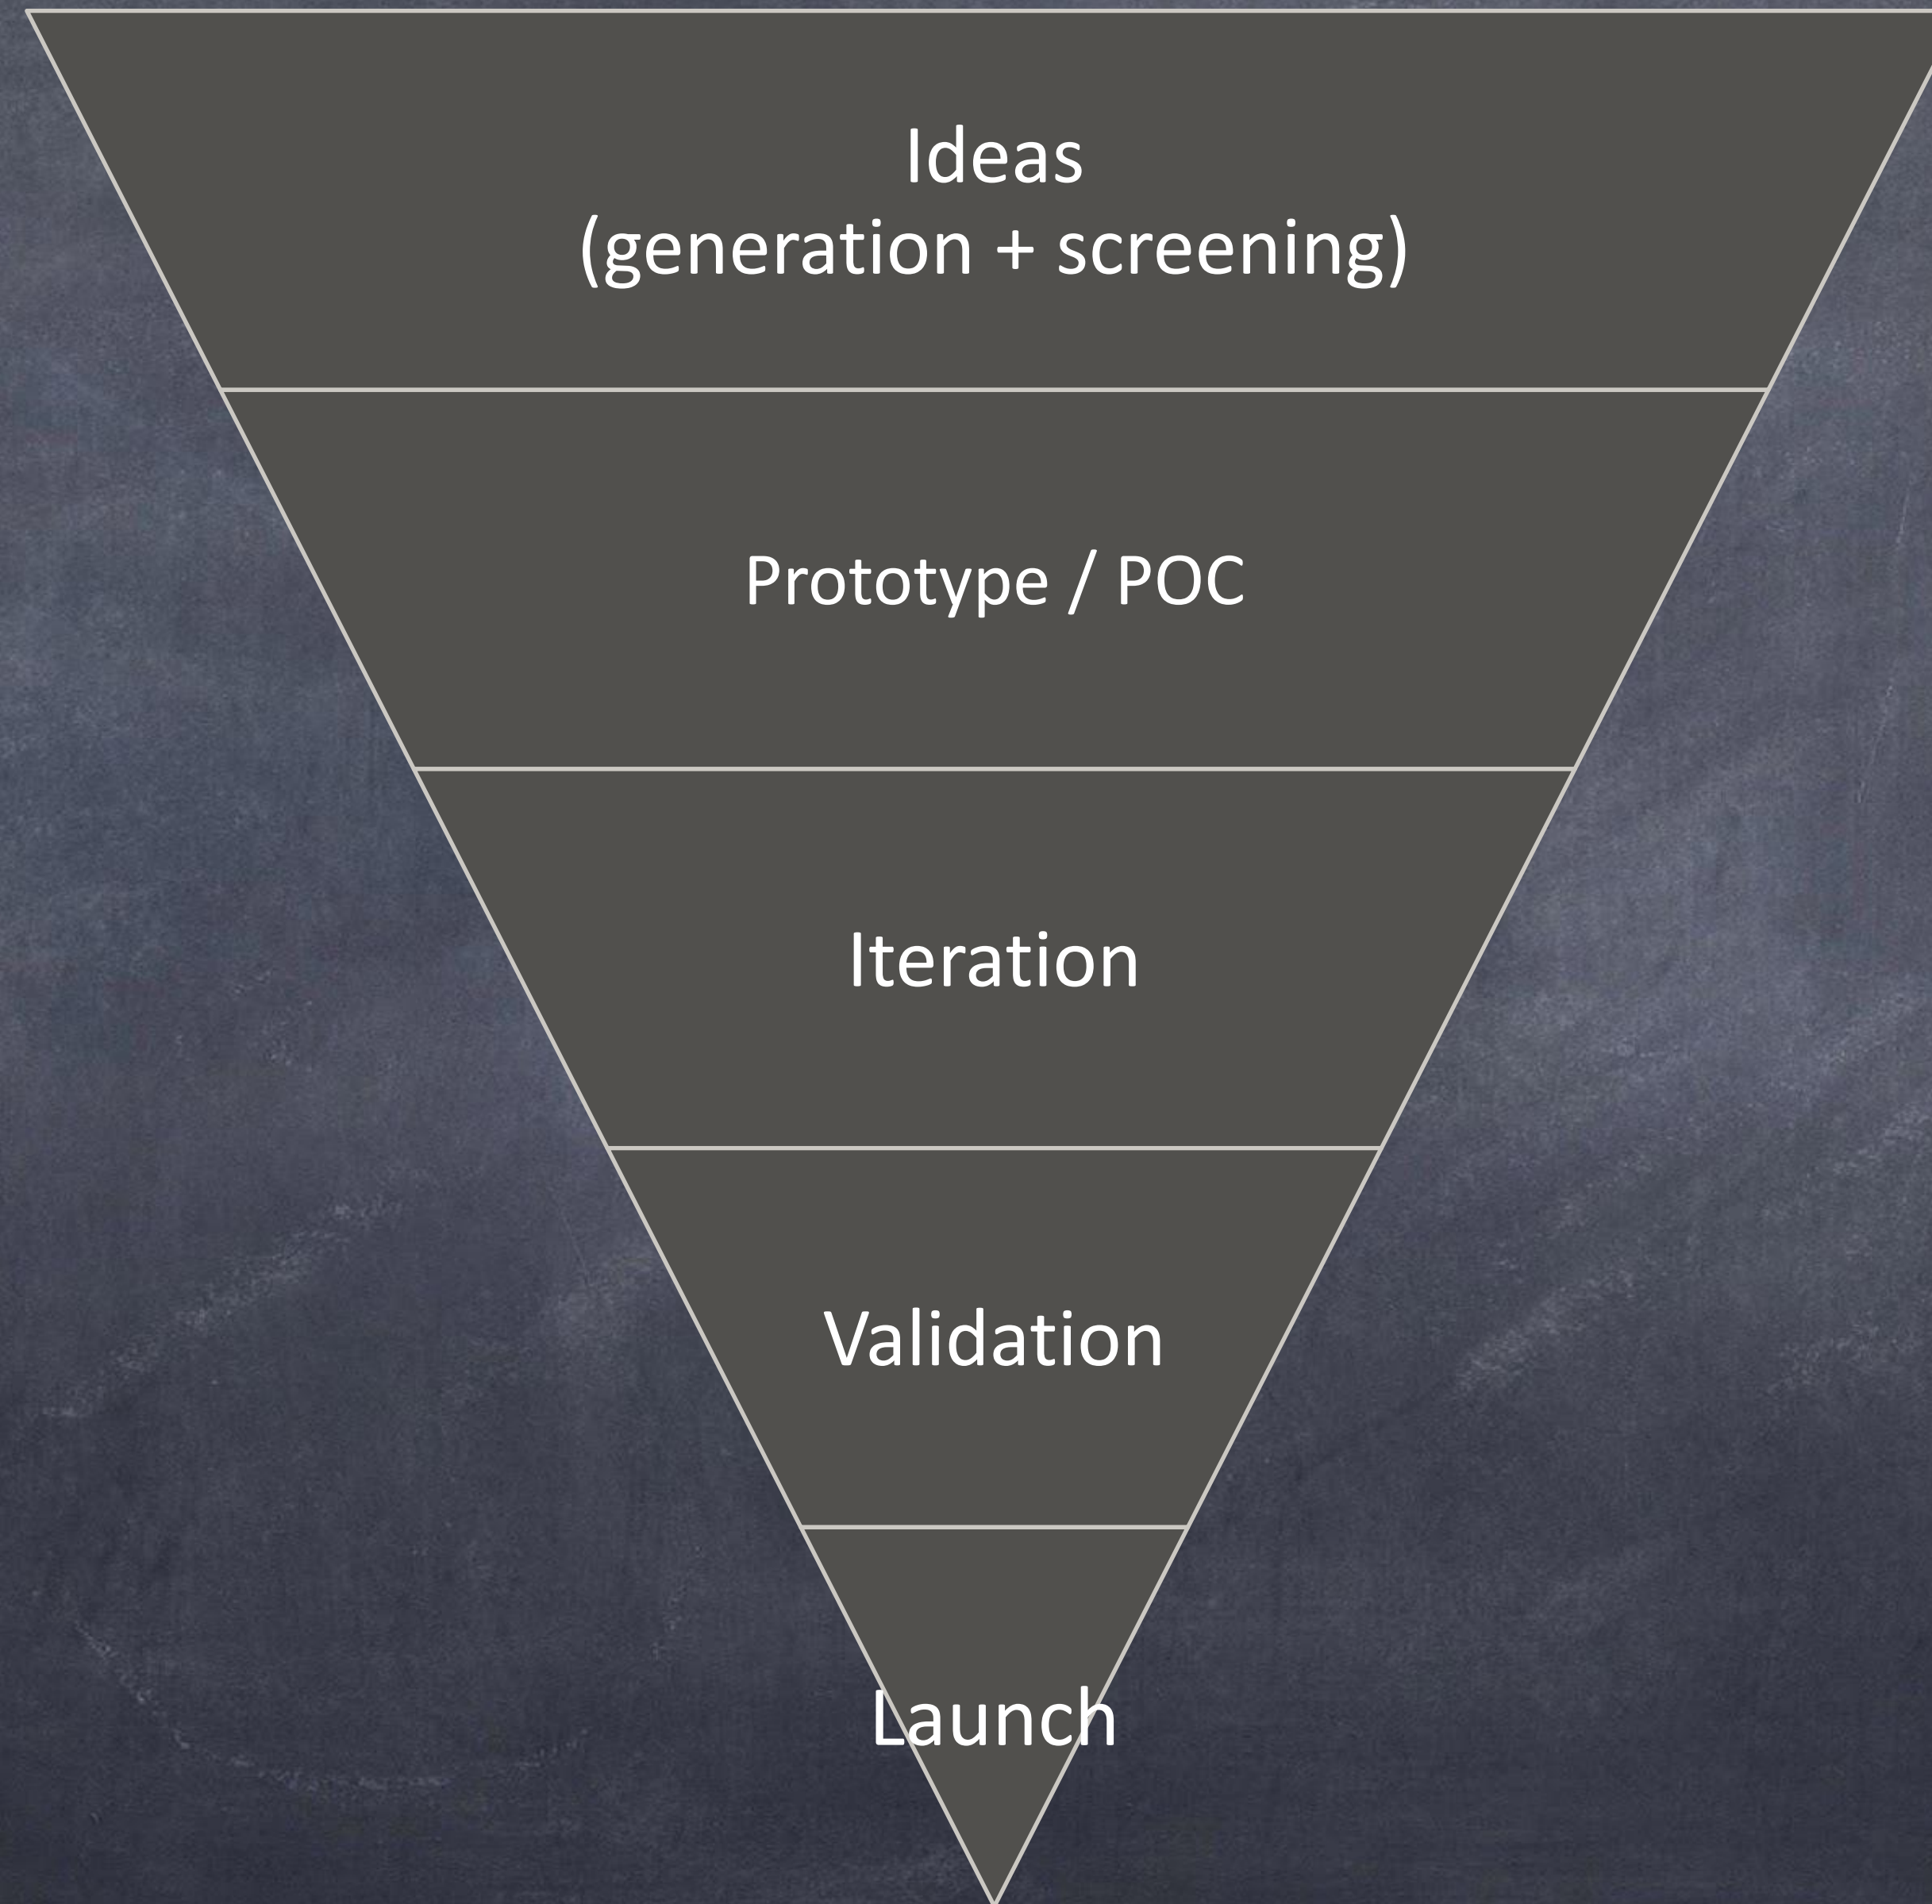 Ideas
(generation + screening)
Prototype / POC
Iteration
Validation
Launch